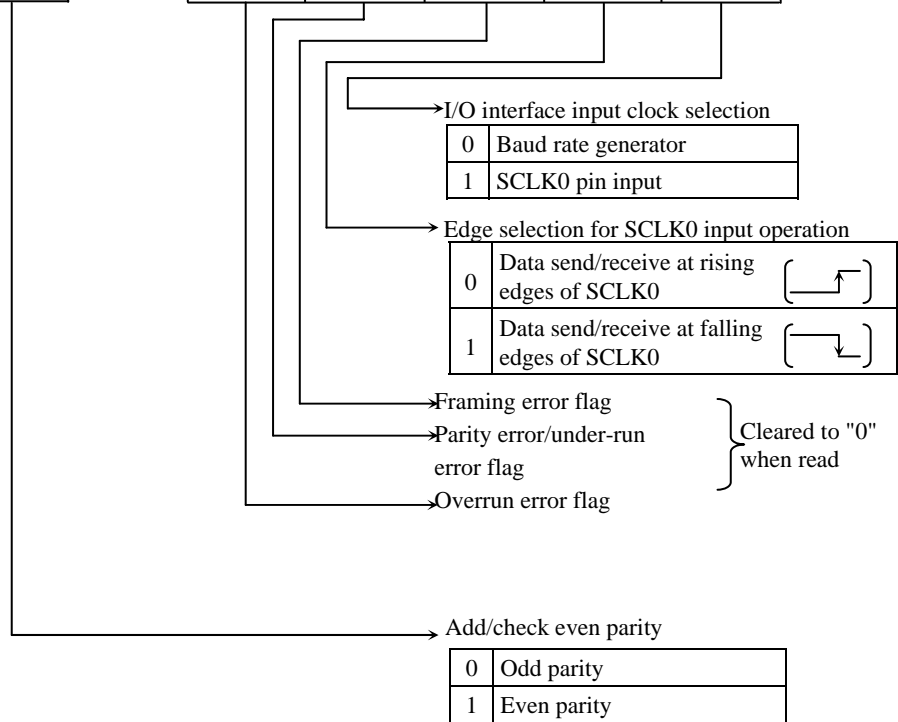 I/O interface input clock selection
0 Baud rate generator
1 SCLK0 pin input
Edge selection for SCLK0 input operation
0 Data send/receive at rising
edges of SCLK0
1 Data send/receive at falling
edges of SCLK0
Framing error flag
Parity error/under-run
error flag
Overrun error flag
Cleared to "0"
when read
Add/check even parity
0 Odd parity
1 Even parity